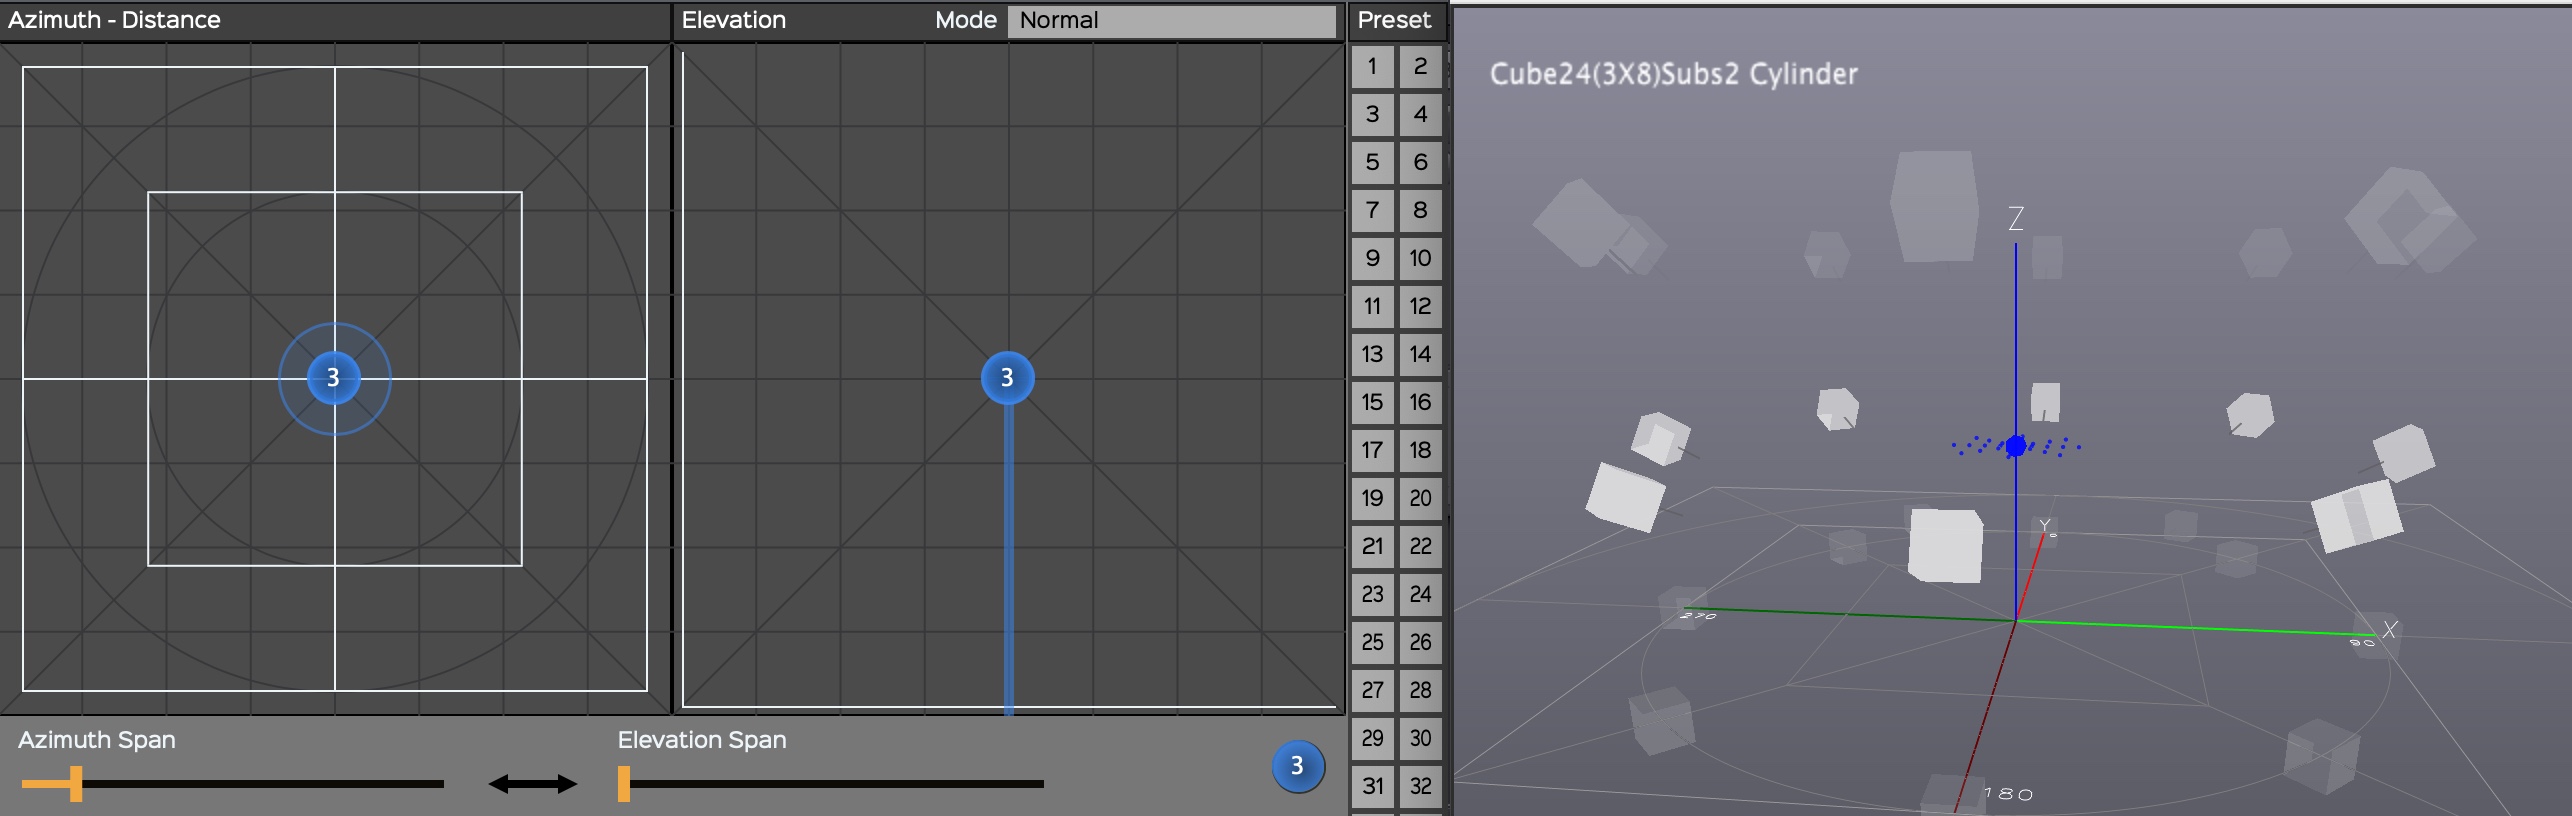 Azimuth - Distance
Elevation
Mode Normal
Preset
1 2
3 4
5 6
7 8
9 10
11 12
13 14
15 16
17 18
19 20
21 22
23 24
25 26
27 28
29 30
31 32
3
3
Azimuth Span
Elevation Span
3
Cube24(3X8)Subs2 Cylinder
Z
Y
0
270
X
90
180